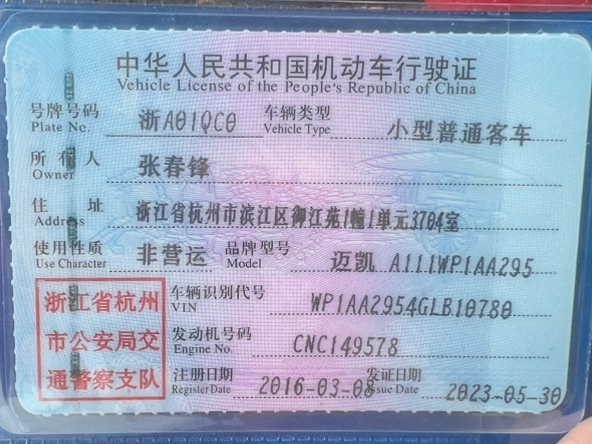 中华人民共和国机动车行驶证
Vehicle License of the People's Republic of China
号牌号码 浙A01QC0 车辆类型 小型普通客车
Plate No. Vehicle Type
所有人 张春锋
Owner
住址 浙江省杭州市滨江区御江苑1幢1单元3704室
Address
使用性质 非营运 品牌型号 迈凯 A111WP1AA295
Use Character Model
浙江省杭州 车辆识别代号 WP1AA2954GLB10780
VIN
市公安局交 发动机号码 CNC149578
Engine No.
通警察支队 注册日期 2016-03-08 发证日期 2023-05-30
Register Date Issue Date